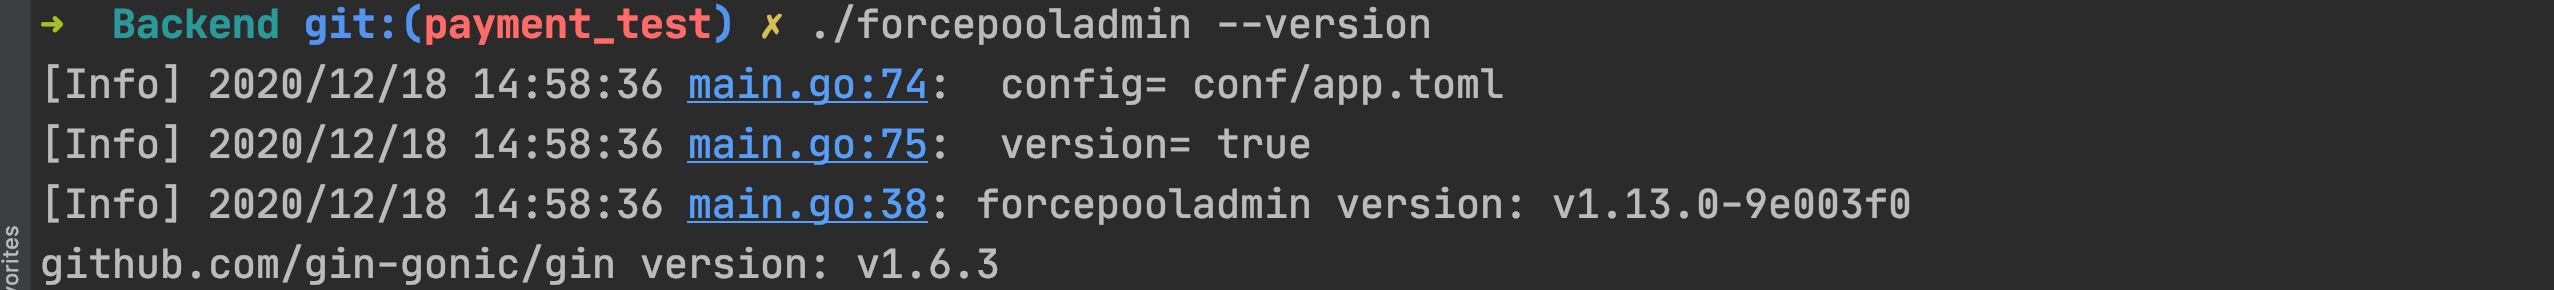 ➜  Backend git:(payment_test) ✗ ./forcepooladmin --version
[Info] 2020/12/18 14:58:36 main.go:74:  config= conf/app.toml
[Info] 2020/12/18 14:58:36 main.go:75:  version= true
[Info] 2020/12/18 14:58:36 main.go:38: forcepooladmin version: v1.13.0-9e003f0
github.com/gin-gonic/gin version: v1.6.3
vorites